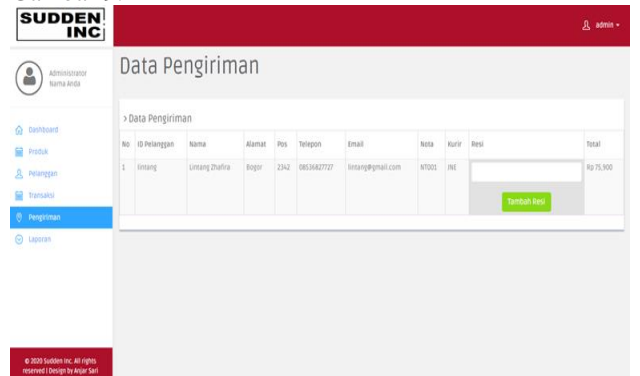 SUDDEN
INC
admin
Administrator
Nama Anda
Data Pengiriman
> Data Pengiriman
Dashboard
Produk
Pelanggan
Transaksi
Pengiriman
Laporan
No ID Pelanggan Nama Alamat Pos Telepon Email Nota Kurir Resi Total
1 lintang Lintang Zhafira Bogor 2342 08536827727 lintang@gmail.com NT001 JNE Rp 75,900
Tambah Resi
© 2020 Sudden Inc. All rights
reserved | Design by Anjar Sari